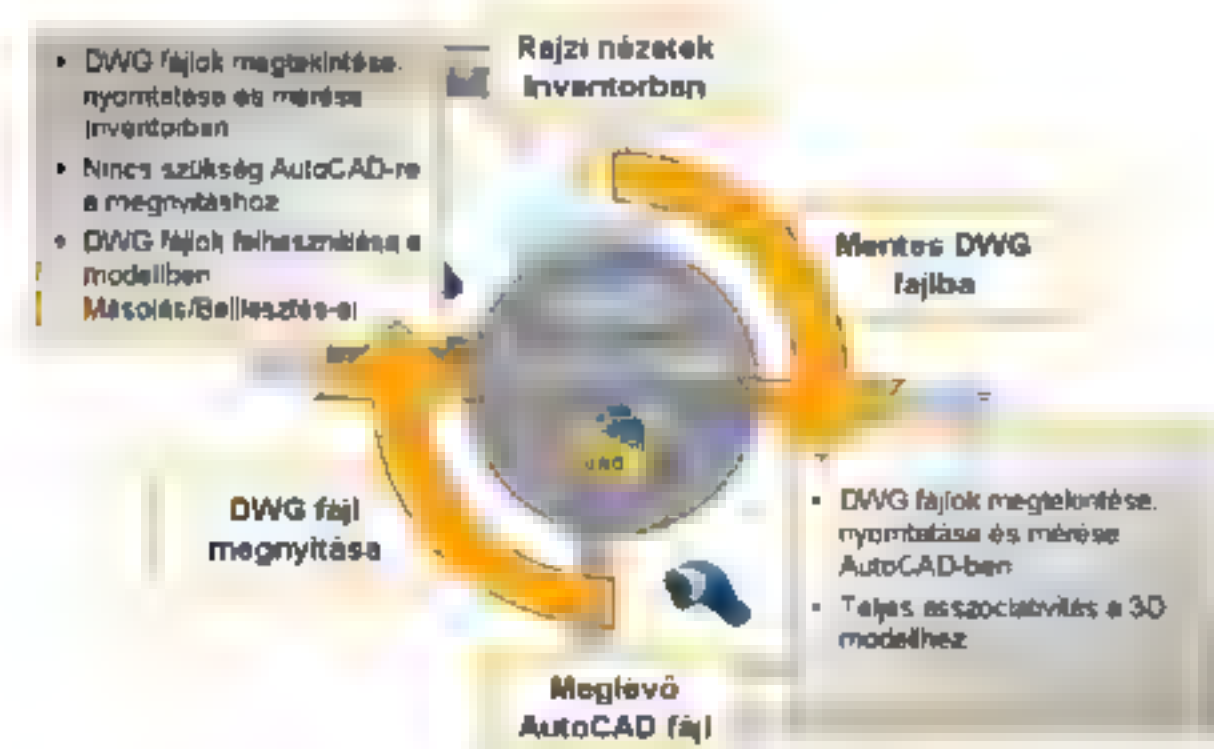 • DWG fájlok megtekintése,
nyomtatása és mérése
Inventorban
• Nincs szükség AutoCAD-re
a megnyitáshoz
• DWG fájlok felhasználása a
modellben
Másolás/Beillesztés-el
Rajzi nézetek
Inventorban
Mentés DWG
fájlba
DWG fájl
megnyitása
• DWG fájlok megtekintése,
nyomtatása és mérése
AutoCAD-ben
• Teljes asszociativitás a 3D
modellhez
Meglévő
AutoCAD fájl